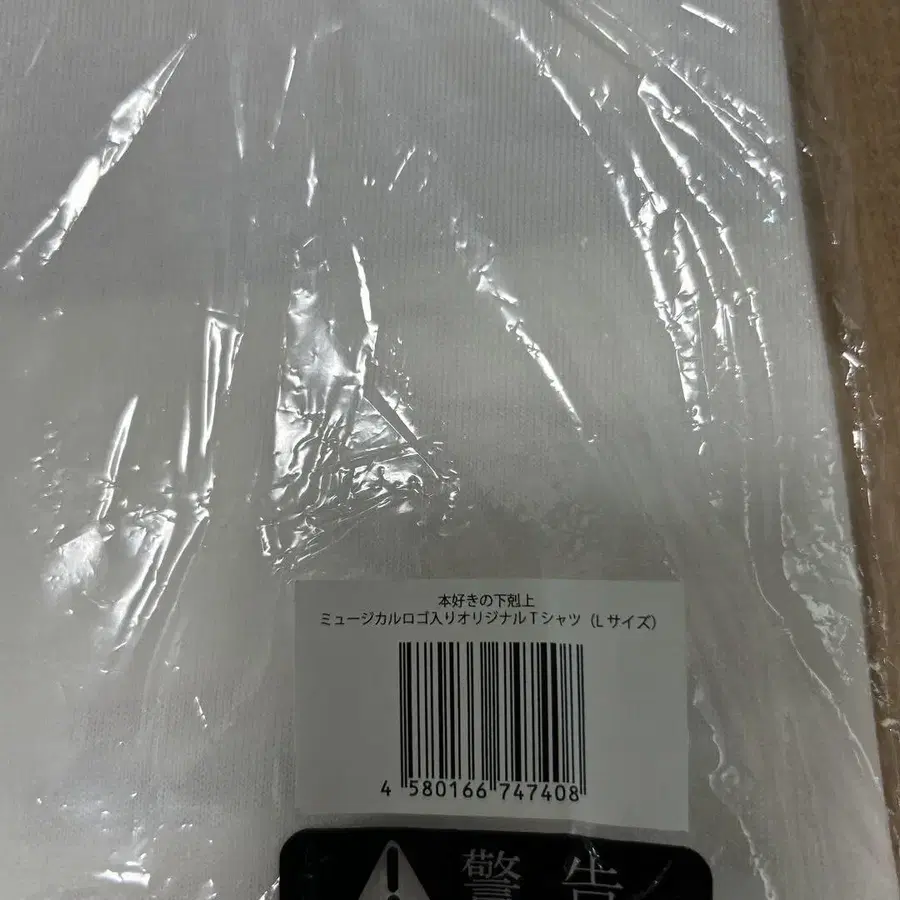 本好きの下剋上
ミュージカルロゴ入りオリジナルTシャツ（Lサイズ）
4 580166 747408
警告